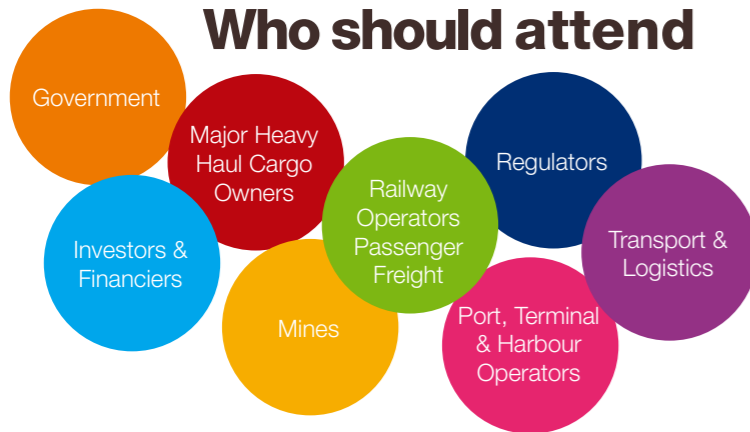 Who should attend
Government
Major Heavy
Haul Cargo
Owners
Regulators
Railway
Operators
Passenger
Freight
Investors &
Financiers
Transport &
Logistics
Mines
Port, Terminal
& Harbour
Operators